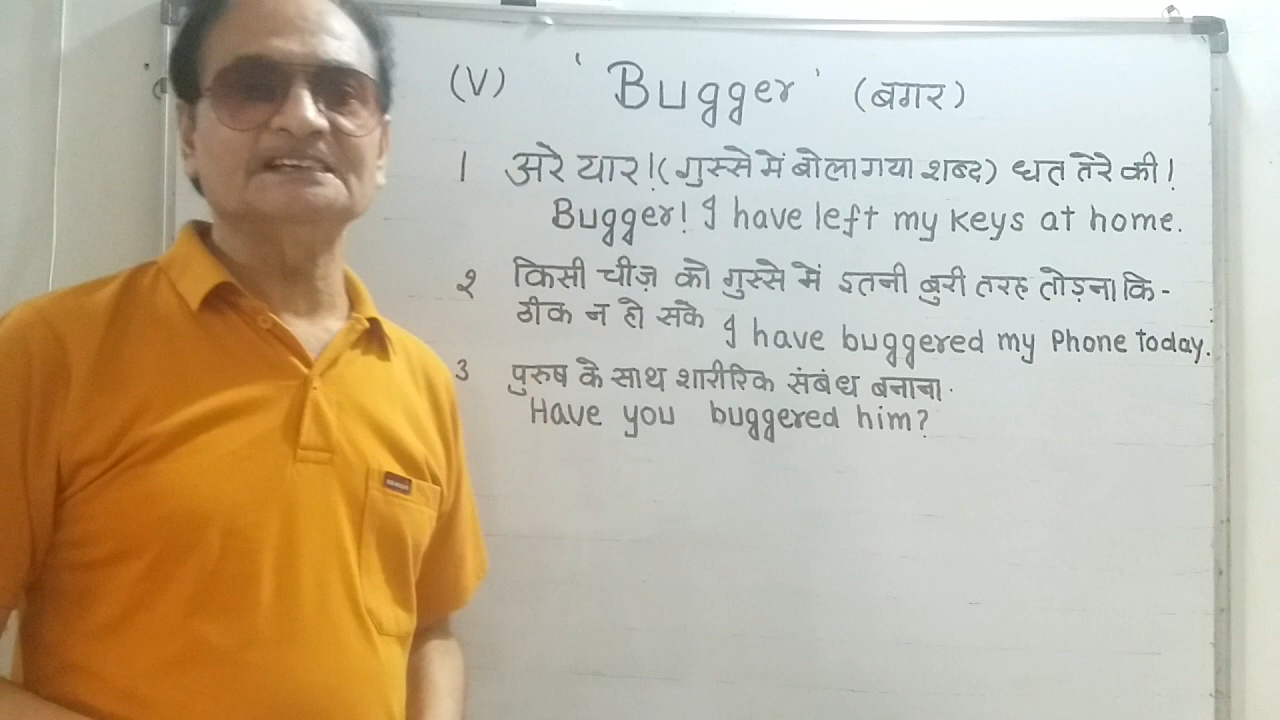 (V) 'Bugger' (बगर)
1 अरे यार! (गुस्से में बोला गया शब्द) धत तेरे की!
Bugger! I have left my keys at home.
२ किसी चीज़ को गुस्से में इतनी बुरी तरह तोड़ना कि-
ठीक न हो सके I have buggered my Phone today.
3 पुरुष के साथ शारीरिक संबंध बनाना.
Have you buggered him?